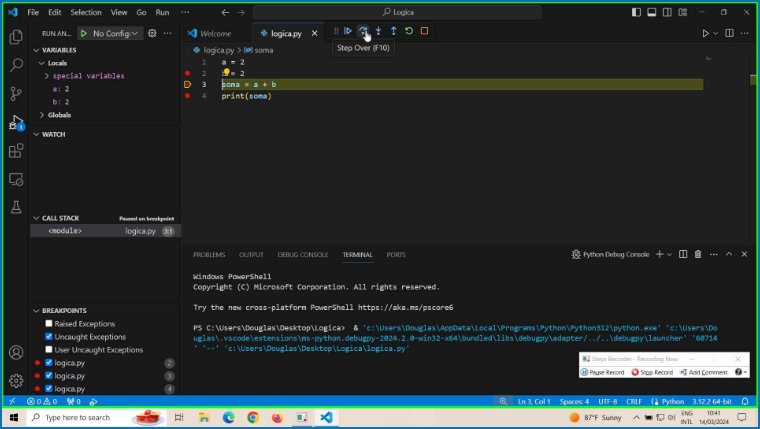 File Edit Selection View Go Run ··· Logica
RUN AN... No Config
Welcome logica.py
Step Over (F10)
VARIABLES
Locals
special variables
a: 2
b: 2
Globals
WATCH
CALL STACK Paused on breakpoint
<module> logica.py 3:1
BREAKPOINTS
Raised Exceptions
Uncaught Exceptions
User Uncaught Exceptions
logica.py 2
logica.py 3
logica.py 4
logica.py > soma
1 a = 2
2 b = 2
3 soma = a + b
4 print(soma)
PROBLEMS OUTPUT DEBUG CONSOLE TERMINAL PORTS Python Debug Console
Windows PowerShell
Copyright (C) Microsoft Corporation. All rights reserved.
Try the new cross-platform PowerShell https://aka.ms/pscore6
PS C:\Users\Douglas\Desktop\Logica> & 'c:\Users\Douglas\AppData\Local\Programs\Python\Python312\python.exe' 'c:\Users\Do
uglas\.vscode\extensions\ms-python.debugpy-2024.2.0-win32-x64\bundled\libs\debugpy\adapter/../..\debugpy\launcher' '60714
' '--' 'c:\Users\Douglas\Desktop\Logica\logica.py'
Steps Recorder - Recording Now
Pause Record Stop Record Add Comment
0 0 0 Ln 3, Col 1 Spaces: 4 UTF-8 CRLF Python 3.12.2 64-bit
Type here to search 87°F Sunny ENG 10:41
INTL 14/03/2024